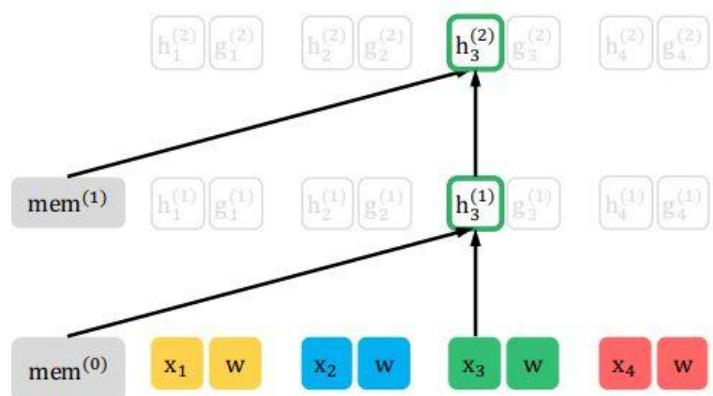 h₁⁽²⁾ g₁⁽²⁾ h₂⁽²⁾ g₂⁽²⁾ h₃⁽²⁾ g₃⁽²⁾ h₄⁽²⁾ g₄⁽²⁾
mem⁽¹⁾ h₁⁽¹⁾ g₁⁽¹⁾ h₂⁽¹⁾ g₂⁽¹⁾ h₃⁽¹⁾ g₃⁽¹⁾ h₄⁽¹⁾ g₄⁽¹⁾
mem⁽⁰⁾ x₁ w x₂ w x₃ w x₄ w